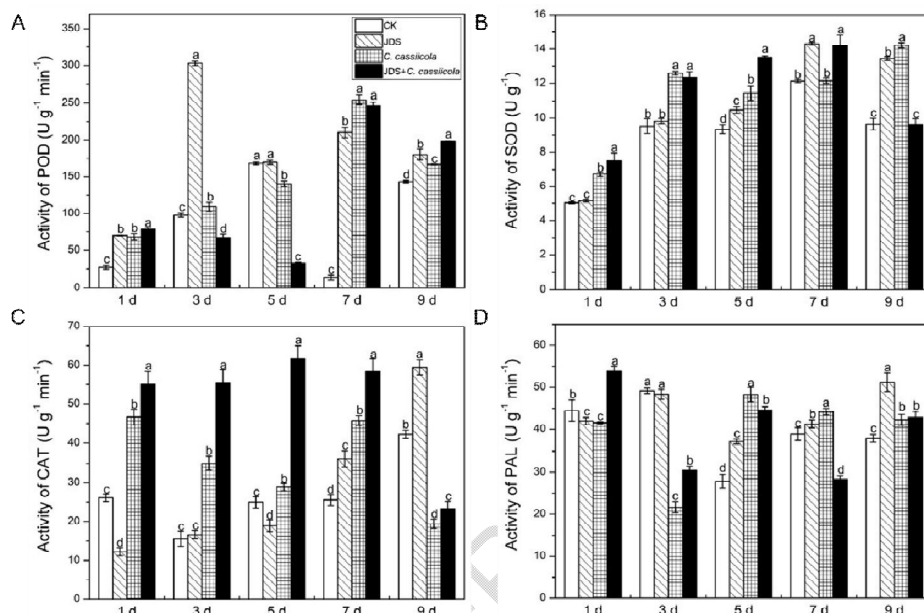 A
Activity of POD (U g⁻¹ min⁻¹)
350
300
250
200
150
100
75
50
25
0
CK
JDS
C. cassiicola
JDS+C. cassiicola
c b b a
c a b d
a a b c
c b a a
d b c a
1 d 3 d 5 d 7 d 9 d
B
Activity of SOD (U g⁻¹ min⁻¹)
16
14
12
10
8
6
4
2
0
c c b a
b b a a
d c b a
b a b a
c b a c
1 d 3 d 5 d 7 d 9 d
C
Activity of CAT (U g⁻¹ min⁻¹)
70
60
50
40
30
20
10
0
c d b a
c c b a
c d b a
d c b a
b a d c
1 d 3 d 5 d 7 d 9 d
D
Activity of PAL (U g⁻¹ min⁻¹)
60
50
40
30
20
10
0
b c c a
a a c b
d c a b
c b a d
c a b b
1 d 3 d 5 d 7 d 9 d